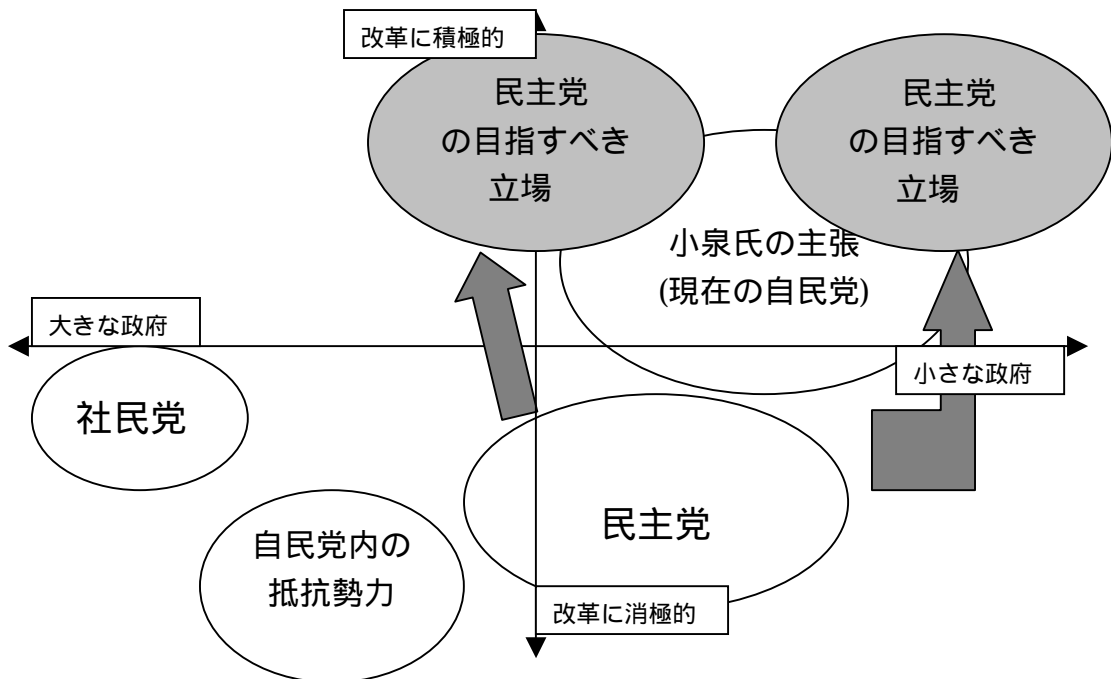 改革に積極的
民主党
の目指すべき
立場
民主党
の目指すべき
立場
小泉氏の主張
(現在の自民党)
大きな政府
小さな政府
社民党
民主党
自民党内の
抵抗勢力
改革に消極的